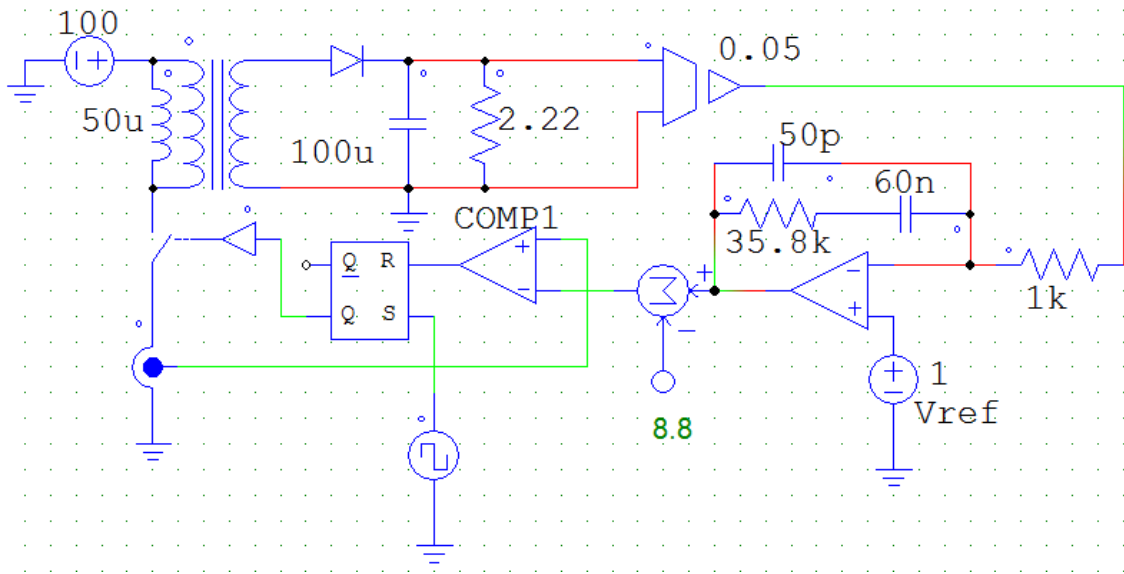 100
0.05
50u
100u
2.22
50p
60n
COMP1
35.8k
1k
+
−
Q R
Q S
Σ
+
−
−
+
+
−
1
Vref
8.8